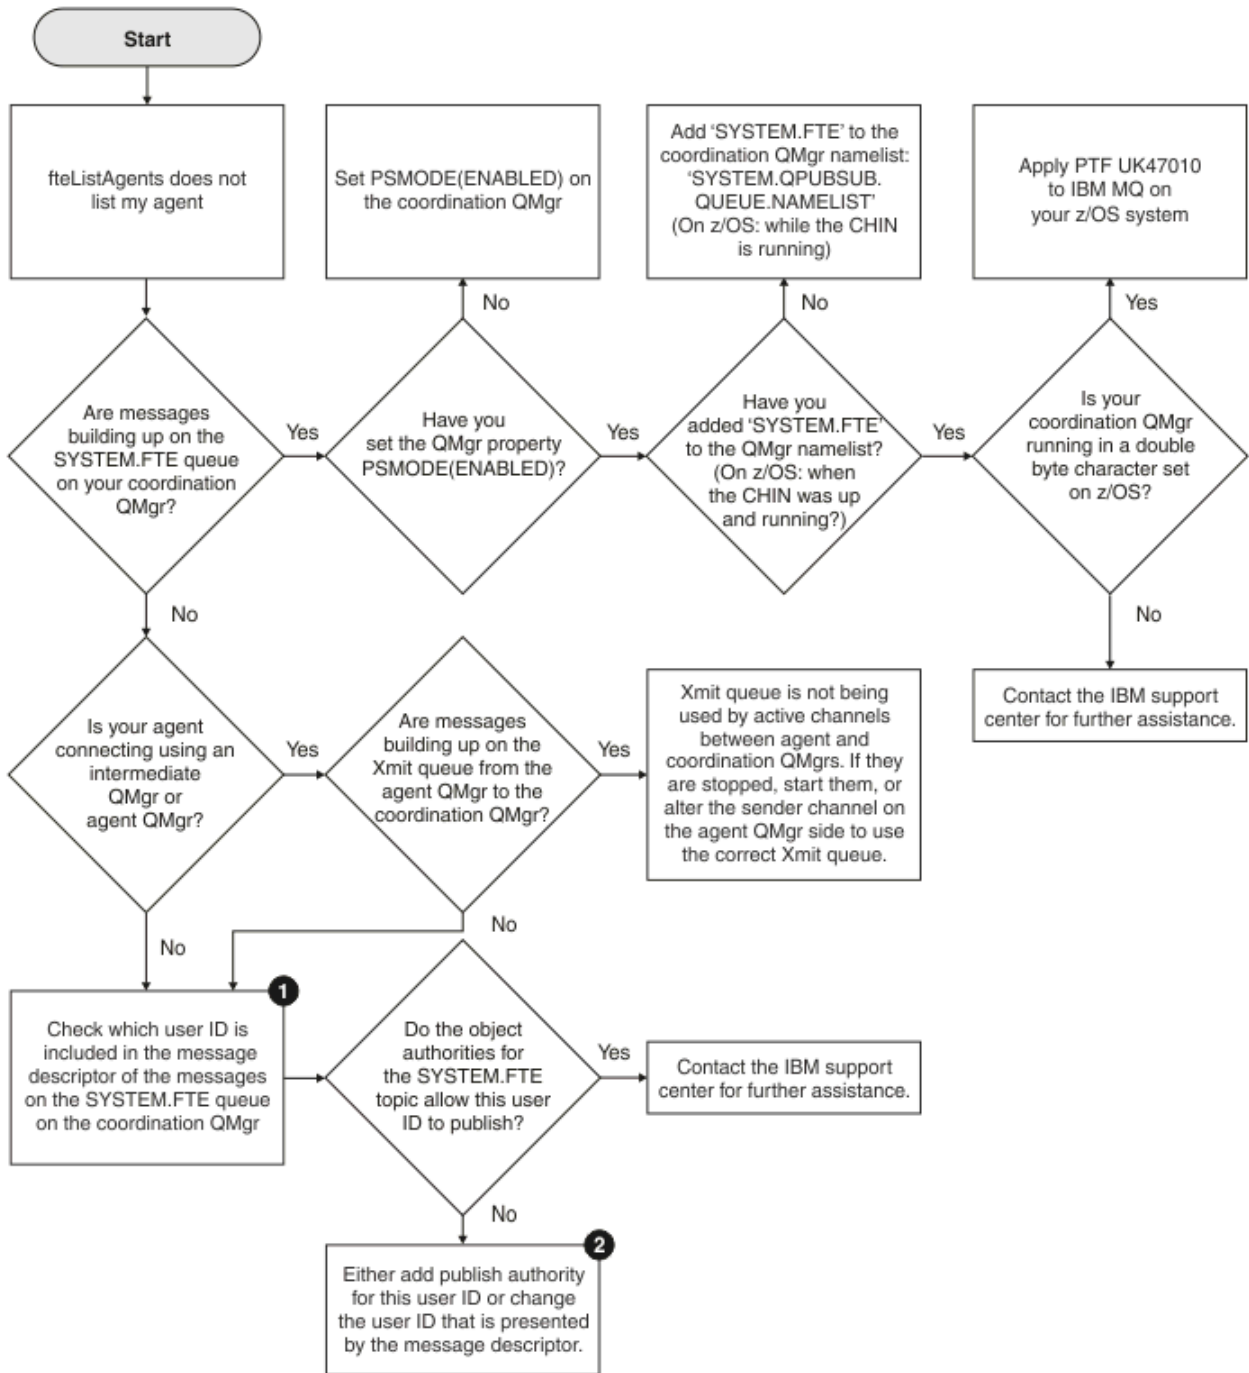 Start
fteListAgents does not
list my agent
Set PSMODE(ENABLED) on
the coordination QMgr
Add ‘SYSTEM.FTE’ to the
coordination QMgr namelist:
‘SYSTEM.QPUBSUB.
QUEUE.NAMELIST’
(On z/OS: while the CHIN
is running)
Apply PTF UK47010
to IBM MQ on
your z/OS system
No
No
Yes
Are messages
building up on the
SYSTEM.FTE queue
on your coordination
QMgr?
Yes
Have you
set the QMgr property
PSMODE(ENABLED)?
Yes
Have you
added ‘SYSTEM.FTE’
to the QMgr namelist?
(On z/OS: when
the CHIN was up
and running?)
Yes
Is your
coordination QMgr
running in a double
byte character set
on z/OS?
No
No
Is your agent
connecting using an
intermediate
QMgr or
agent QMgr?
Yes
Are messages
building up on the
Xmit queue from the
agent QMgr to the
coordination QMgr?
Yes
Xmit queue is not being
used by active channels
between agent and
coordination QMgrs. If they
are stopped, start them, or
alter the sender channel on
the agent QMgr side to use
the correct Xmit queue.
Contact the IBM support
center for further assistance.
No
No
1
Check which user ID is
included in the message
descriptor of the messages
on the SYSTEM.FTE queue
on the coordination QMgr
Do the object
authorities for
the SYSTEM.FTE
topic allow this user
ID to publish?
Yes
Contact the IBM support
center for further assistance.
No
2
Either add publish authority
for this user ID or change
the user ID that is presented
by the message descriptor.